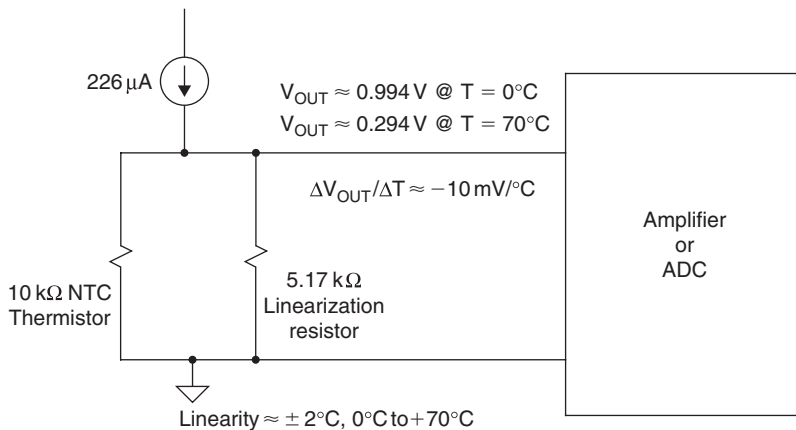 226 μA
V_OUT ≈ 0.994 V @ T = 0°C
V_OUT ≈ 0.294 V @ T = 70°C
ΔV_OUT/ΔT ≈ −10 mV/°C
Amplifier
or
ADC
10 kΩ NTC
Thermistor
5.17 kΩ
Linearization
resistor
Linearity ≈ ± 2°C, 0°C to +70°C